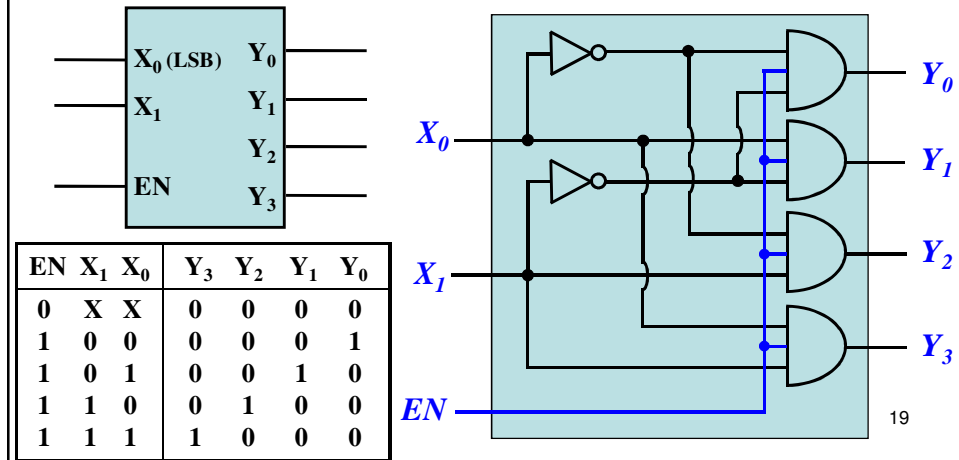 X₀ (LSB) Y₀
X₁ Y₁
Y₂
EN Y₃
EN X₁ X₀ Y₃ Y₂ Y₁ Y₀
0 X X 0 0 0 0
1 0 0 0 0 0 1
1 0 1 0 0 1 0
1 1 0 0 1 0 0
1 1 1 1 0 0 0
Y₀
X₀
Y₁
X₁
Y₂
Y₃
EN
19